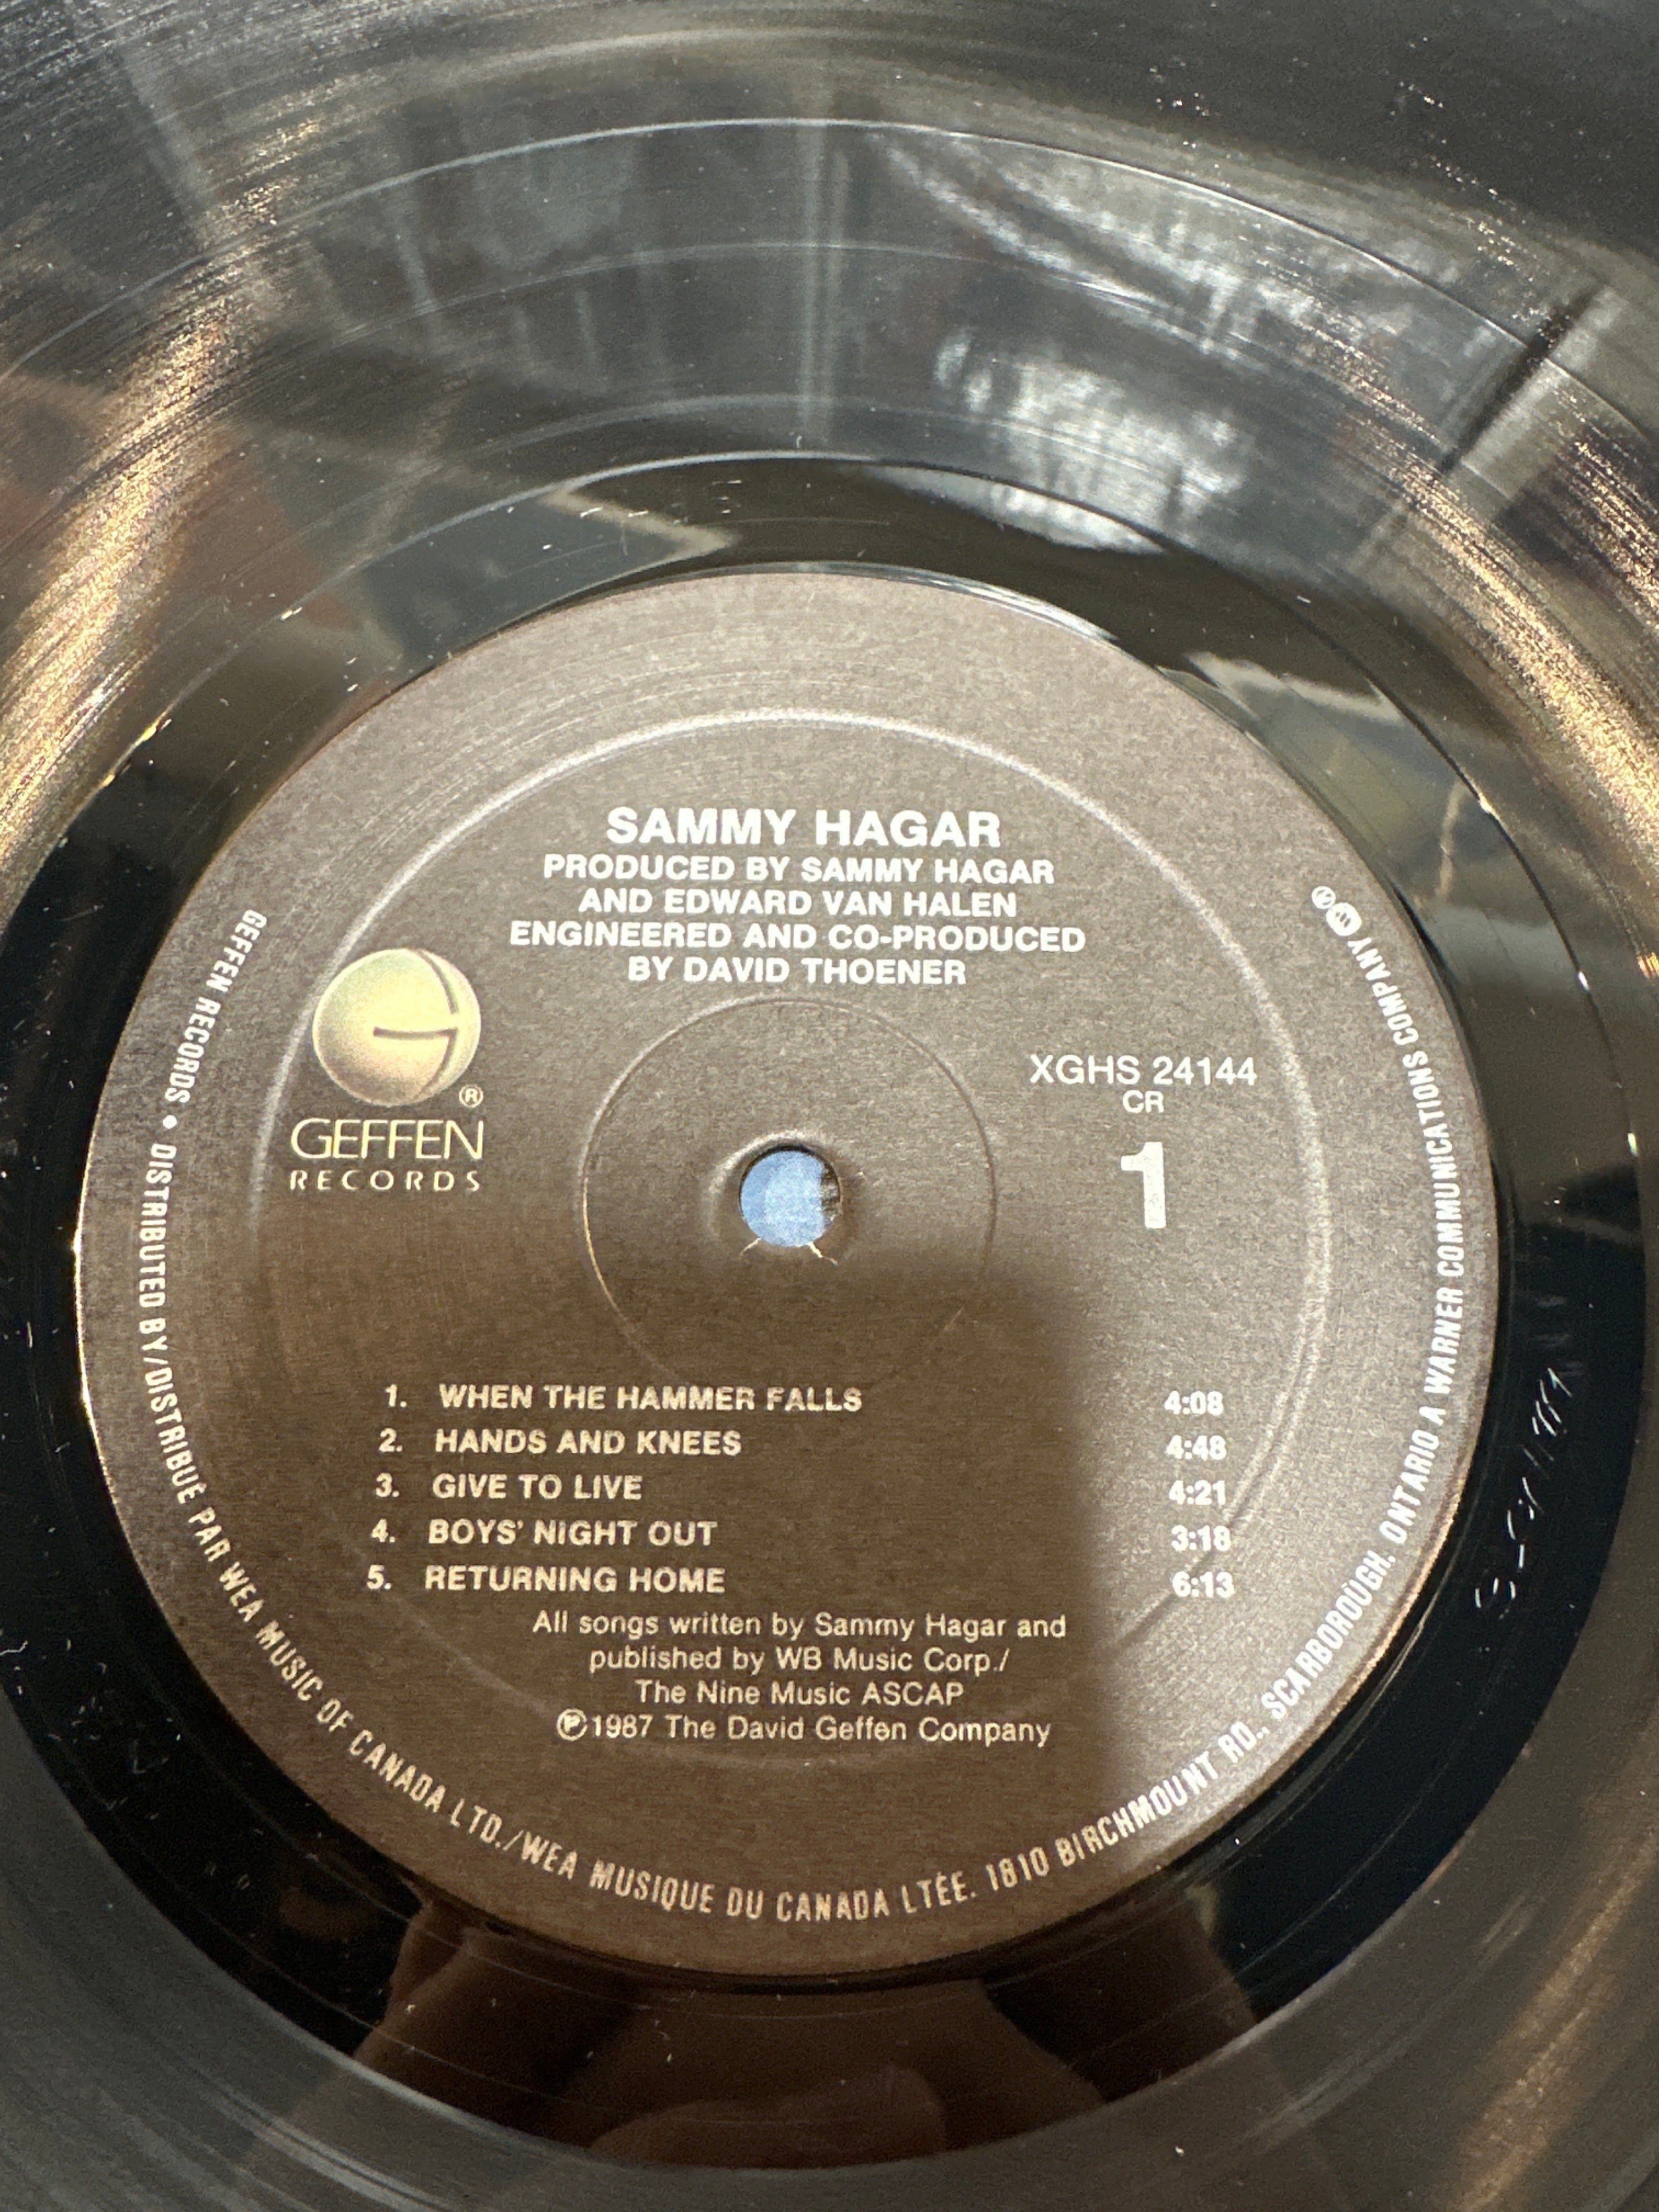 SAMMY HAGAR
PRODUCED BY SAMMY HAGAR
AND EDWARD VAN HALEN
ENGINEERED AND CO-PRODUCED
BY DAVID THOENER
®
GEFFEN
RECORDS
XGHS 24144
CR
1
1. WHEN THE HAMMER FALLS 4:08
2. HANDS AND KNEES 4:48
3. GIVE TO LIVE 4:21
4. BOYS' NIGHT OUT 3:18
5. RETURNING HOME 6:13
All songs written by Sammy Hagar and
published by WB Music Corp./
The Nine Music ASCAP
℗1987 The David Geffen Company
GEFFEN RECORDS • DISTRIBUTED BY/DISTRIBUÉ PAR WEA MUSIC OF CANADA LTD./WEA MUSIQUE DU CANADA LTÉE. 1810 BIRCHMOUNT RD., SCARBOROUGH, ONTARIO A WARNER COMMUNICATIONS COMPANY